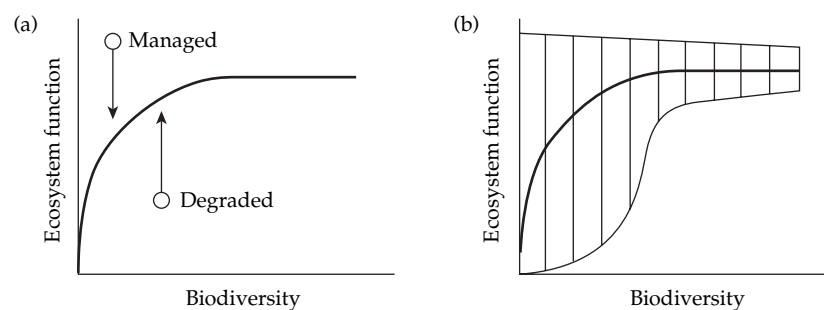 (a)
Managed
Degraded
Ecosystem function
Biodiversity
(b)
Ecosystem function
Biodiversity